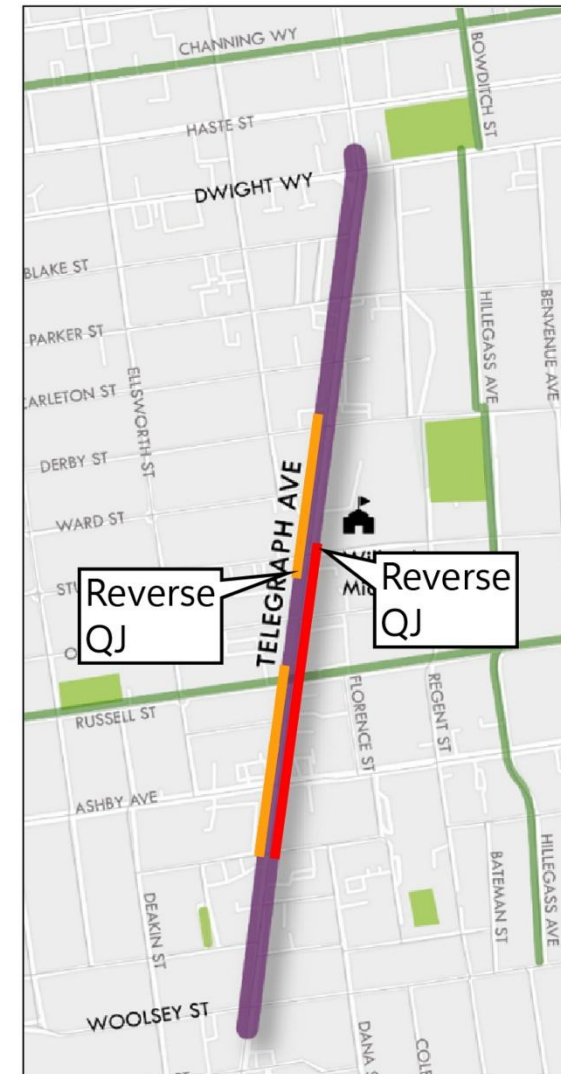 CHANNING WY
BOWDITCH ST
HASTE ST
DWIGHT WY
BLAKE ST
PARKER ST
HILLEGASS AVE
BENVENUE AVE
ELLSWORTH ST
DERBY ST
WARD ST
TELEGRAPH AVE
Reverse
QJ
Reverse
QJ
RUSSELL ST
FLORENCE ST
REGENT ST
ASHBY AVE
HILLEGASS AVE
BATEMAN ST
DEAKIN ST
WOOLSEY ST